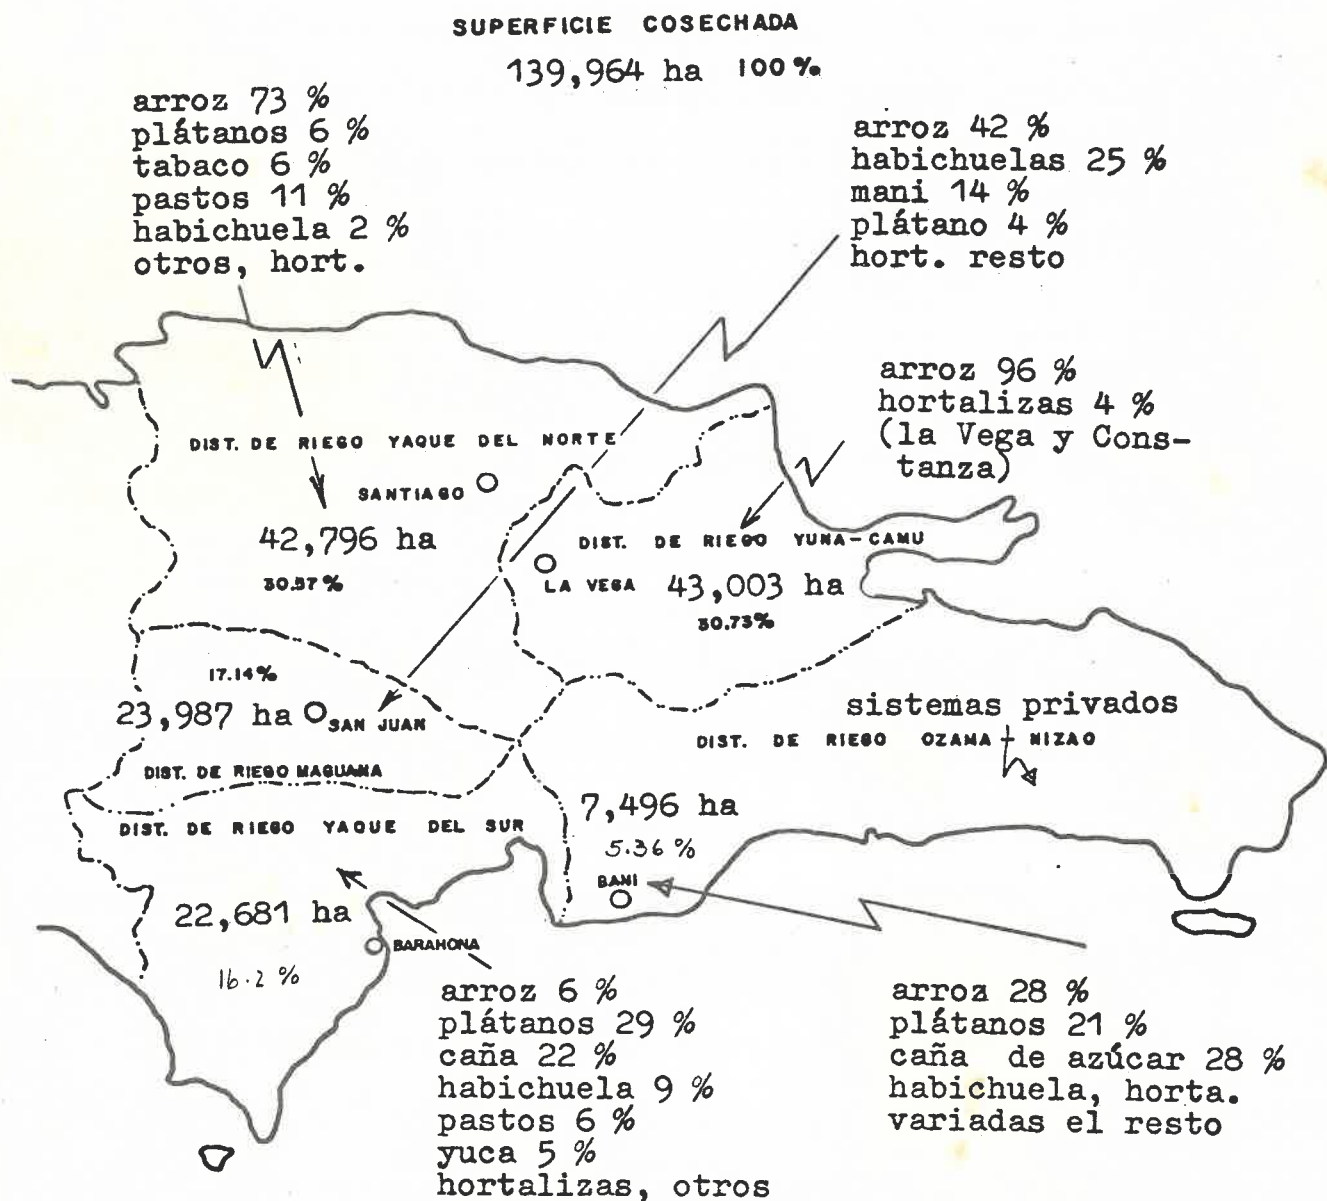 SUPERFICIE COSECHADA
139,964 ha 100 %
arroz 73 %
plátanos 6 %
tabaco 6 %
pastos 11 %
habichuela 2 %
otros, hort.
arroz 42 %
habichuelas 25 %
mani 14 %
plátano 4 %
hort. resto
arroz 96 %
hortalizas 4 %
(la Vega y Cons-
tanza)
DIST. DE RIEGO YAQUE DEL NORTE
SANTIAGO
42,796 ha
30.57%
DIST. DE RIEGO YUNA-CAMU
LA VEGA 43,003 ha
30.73%
17.14%
23,987 ha
SAN JUAN
DIST. DE RIEGO MAGUANA
sistemas privados
DIST. DE RIEGO OZAMA - NIZAO
7,496 ha
5.36 %
BANI
DIST. DE RIEGO YAQUE DEL SUR
22,681 ha
BARAHONA
16.2 %
arroz 6 %
plátanos 29 %
caña 22 %
habichuela 9 %
pastos 6 %
yuca 5 %
hortalizas, otros
arroz 28 %
plátanos 21 %
caña de azúcar 28 %
habichuela, horta.
variadas el resto